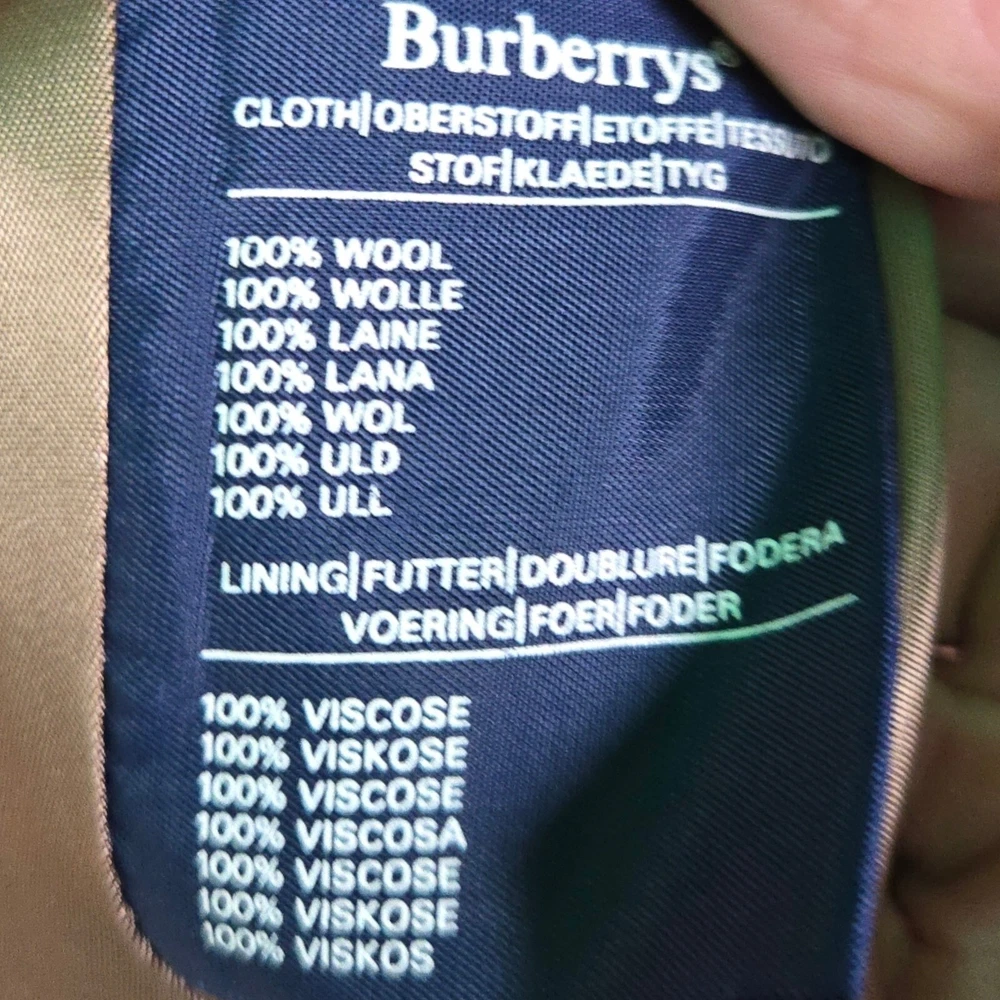 Burberrys®
CLOTH|OBERSTOFF|ETOFFE|TESSUTO
STOF|KLAEDE|TYG
100% WOOL
100% WOLLE
100% LAINE
100% LANA
100% WOL
100% ULD
100% ULL
LINING|FUTTER|DOUBLURE|FODERA
VOERING|FOER|FODER
100% VISCOSE
100% VISKOSE
100% VISCOSE
100% VISCOSA
100% VISCOSE
100% VISKOSE
100% VISKOS